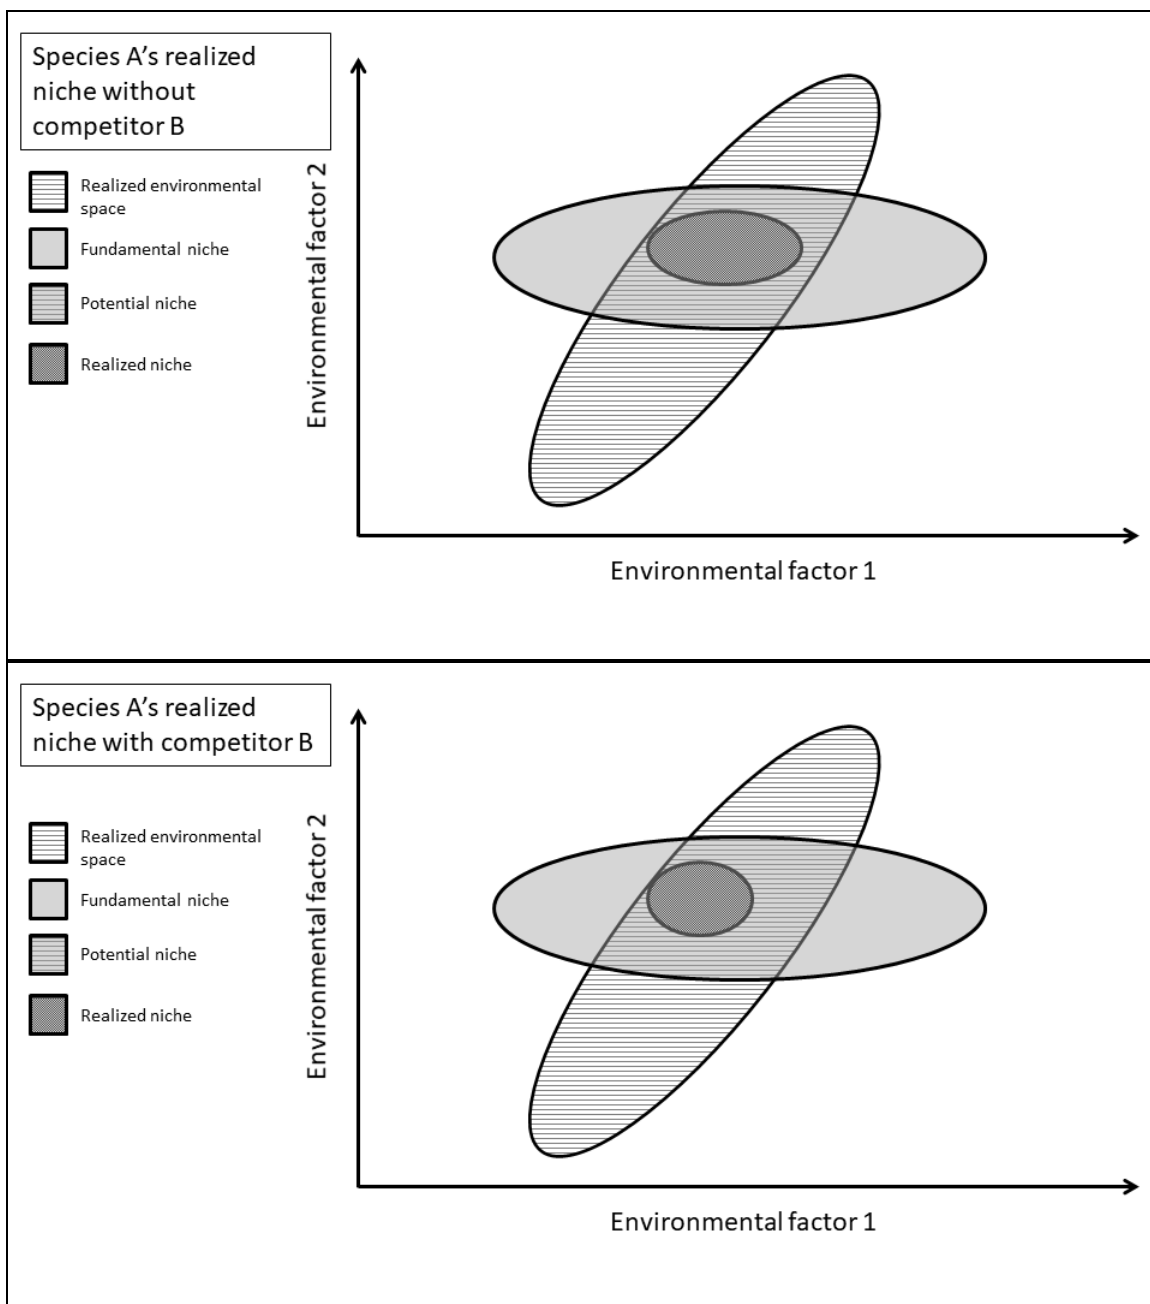 Species A’s realized
niche without
competitor B
Realized environmental
space
Fundamental niche
Potential niche
Realized niche
Environmental factor 2
Environmental factor 1
Species A’s realized
niche with competitor B
Realized environmental
space
Fundamental niche
Potential niche
Realized niche
Environmental factor 2
Environmental factor 1